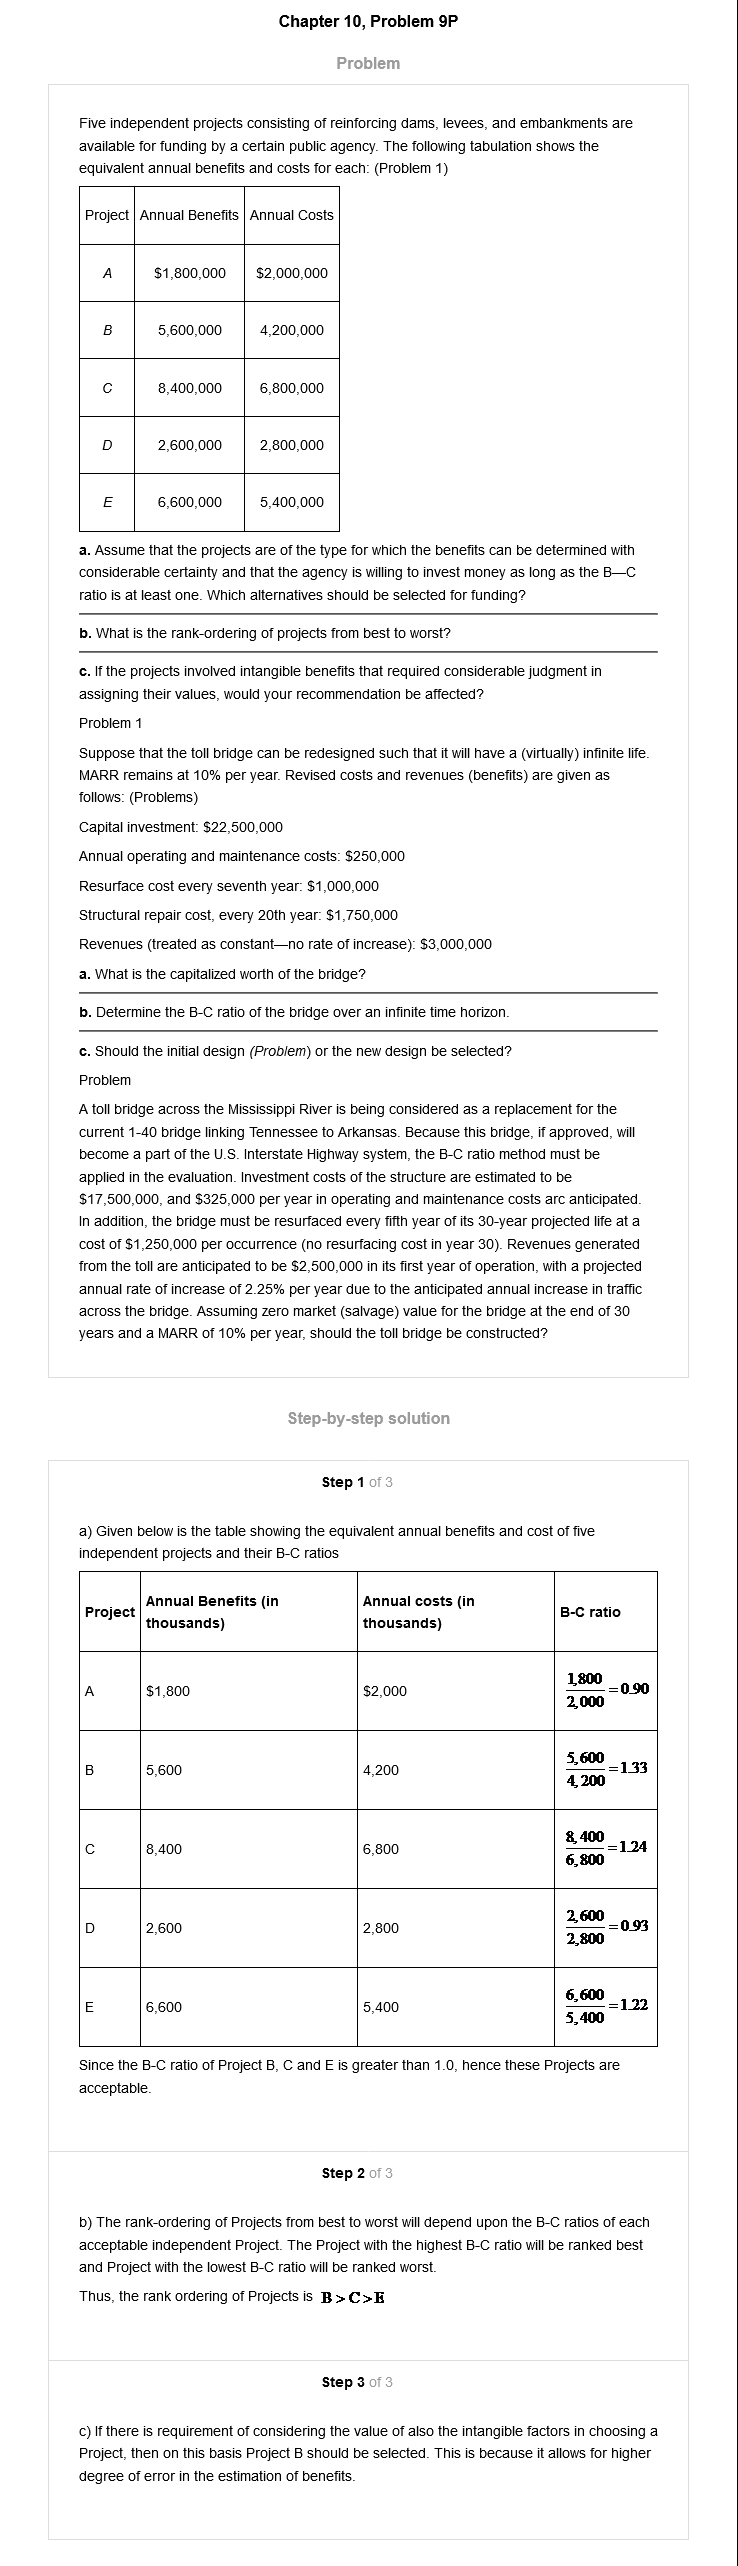 Chapter 10, Problem 9P
Problem
Five independent projects consisting of reinforcing dams, levees, and embankments are
available for funding by a certain public agency. The following tabulation shows the
equivalent annual benefits and costs for each: (Problem 1)
Project Annual Benefits Annual Costs
A $1,800,000 $2,000,000
B 5,600,000 4,200,000
C 8,400,000 6,800,000
D 2,600,000 2,800,000
E 6,600,000 5,400,000
a. Assume that the projects are of the type for which the benefits can be determined with
considerable certainty and that the agency is willing to invest money as long as the B—C
ratio is at least one. Which alternatives should be selected for funding?
b. What is the rank-ordering of projects from best to worst?
c. If the projects involved intangible benefits that required considerable judgment in
assigning their values, would your recommendation be affected?
Problem 1
Suppose that the toll bridge can be redesigned such that it will have a (virtually) infinite life.
MARR remains at 10% per year. Revised costs and revenues (benefits) are given as
follows: (Problems)
Capital investment: $22,500,000
Annual operating and maintenance costs: $250,000
Resurface cost every seventh year: $1,000,000
Structural repair cost, every 20th year: $1,750,000
Revenues (treated as constant—no rate of increase): $3,000,000
a. What is the capitalized worth of the bridge?
b. Determine the B-C ratio of the bridge over an infinite time horizon.
c. Should the initial design (Problem) or the new design be selected?
Problem
A toll bridge across the Mississippi River is being considered as a replacement for the
current 1-40 bridge linking Tennessee to Arkansas. Because this bridge, if approved, will
become a part of the U.S. Interstate Highway system, the B-C ratio method must be
applied in the evaluation. Investment costs of the structure are estimated to be
$17,500,000, and $325,000 per year in operating and maintenance costs arc anticipated.
In addition, the bridge must be resurfaced every fifth year of its 30-year projected life at a
cost of $1,250,000 per occurrence (no resurfacing cost in year 30). Revenues generated
from the toll are anticipated to be $2,500,000 in its first year of operation, with a projected
annual rate of increase of 2.25% per year due to the anticipated annual increase in traffic
across the bridge. Assuming zero market (salvage) value for the bridge at the end of 30
years and a MARR of 10% per year, should the toll bridge be constructed?
Step-by-step solution
Step 1 of 3
a) Given below is the table showing the equivalent annual benefits and cost of five
independent projects and their B-C ratios
Project Annual Benefits (in thousands) Annual costs (in thousands) B-C ratio
A $1,800 $2,000 1,800/2,000 = 0.90
B 5,600 4,200 5,600/4,200 = 1.33
C 8,400 6,800 8,400/6,800 = 1.24
D 2,600 2,800 2,600/2,800 = 0.93
E 6,600 5,400 6,600/5,400 = 1.22
Since the B-C ratio of Project B, C and E is greater than 1.0, hence these Projects are
acceptable.
Step 2 of 3
b) The rank-ordering of Projects from best to worst will depend upon the B-C ratios of each
acceptable independent Project. The Project with the highest B-C ratio will be ranked best
and Project with the lowest B-C ratio will be ranked worst.
Thus, the rank ordering of Projects is B > C > E
Step 3 of 3
c) If there is requirement of considering the value of also the intangible factors in choosing a
Project, then on this basis Project B should be selected. This is because it allows for higher
degree of error in the estimation of benefits.